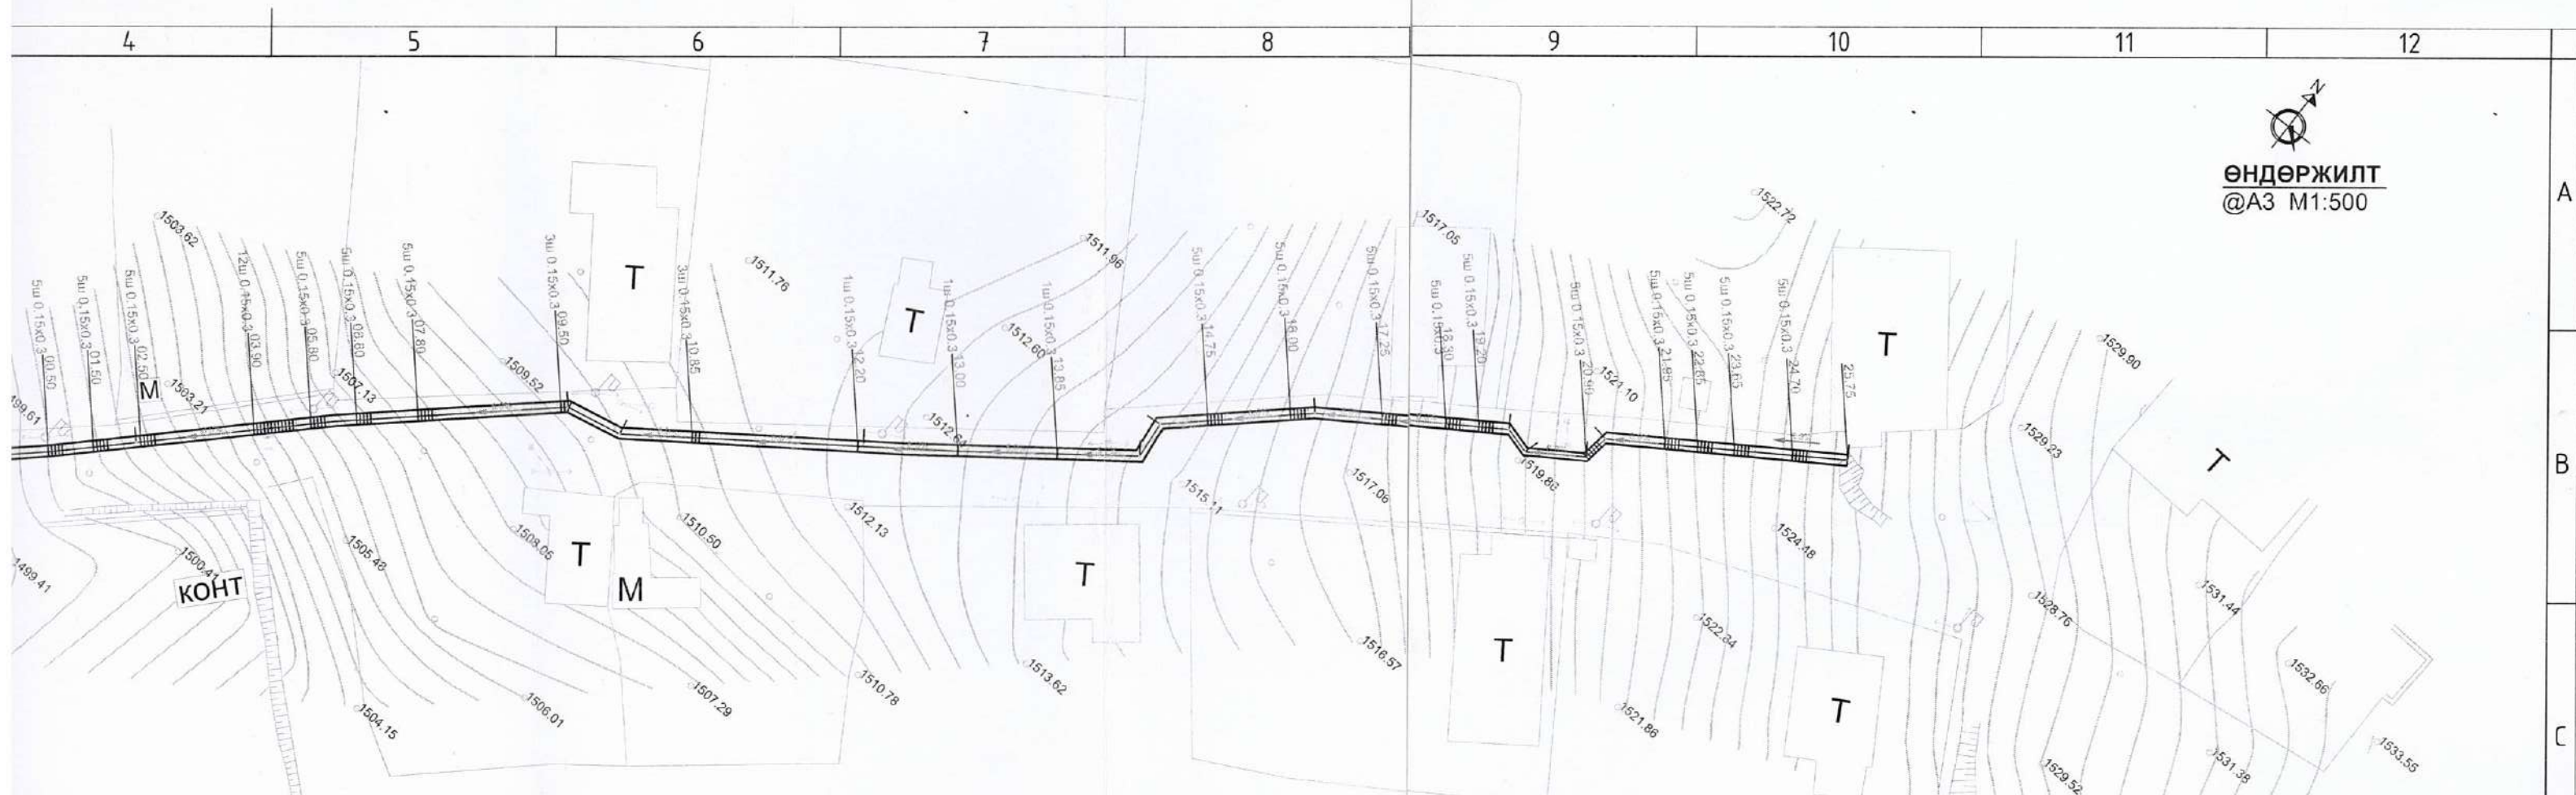 4 5 6 7 8 9 10 11 12
N
ӨНДӨРЖИЛТ
@A3 M1:500
A
B
C
1503.62
1511.76
1511.96
1517.05
1522.72
5ш 0.15x0.3 00.50
5ш 0.15x0.3 01.50
5ш 0.15x0.3 02.50
12ш 0.15x0.3 03.90
5ш 0.15x0.3 05.80
5ш 0.15x0.3 06.80
5ш 0.15x0.3 07.80
3ш 0.15x0.3 09.50
3ш 0.15x0.3 10.85
1ш 0.15x0.3 12.20
1ш 0.15x0.3 13.00
1ш 0.15x0.3 13.85
5ш 0.15x0.3 14.75
5ш 0.15x0.3
5ш 0.15x0.3 17.25
5ш 0.15x0.3 18.30
5ш 0.15x0.3 19.20
5ш 0.15x0.3 20.90
5ш 0.15x0.3 21.95
5ш 0.15x0.3 22.85
5ш 0.15x0.3 23.65
5ш 0.15x0.3 24.70
25.75
T
T
T
M
1503.21
1507.13
1509.52
1512.60
1512.64
1521.10
1529.90
1529.23
T
1519.86
1517.06
1515.1
1512.13
1510.50
1508.05
1505.48
1500.41
1499.41
КОНТ
T
M
T
T
T
1524.48
1528.76
1531.44
1522.34
1516.57
1513.62
1510.78
1507.29
1506.01
1504.15
1521.86
1532.66
1533.55
1531.38
1529.52